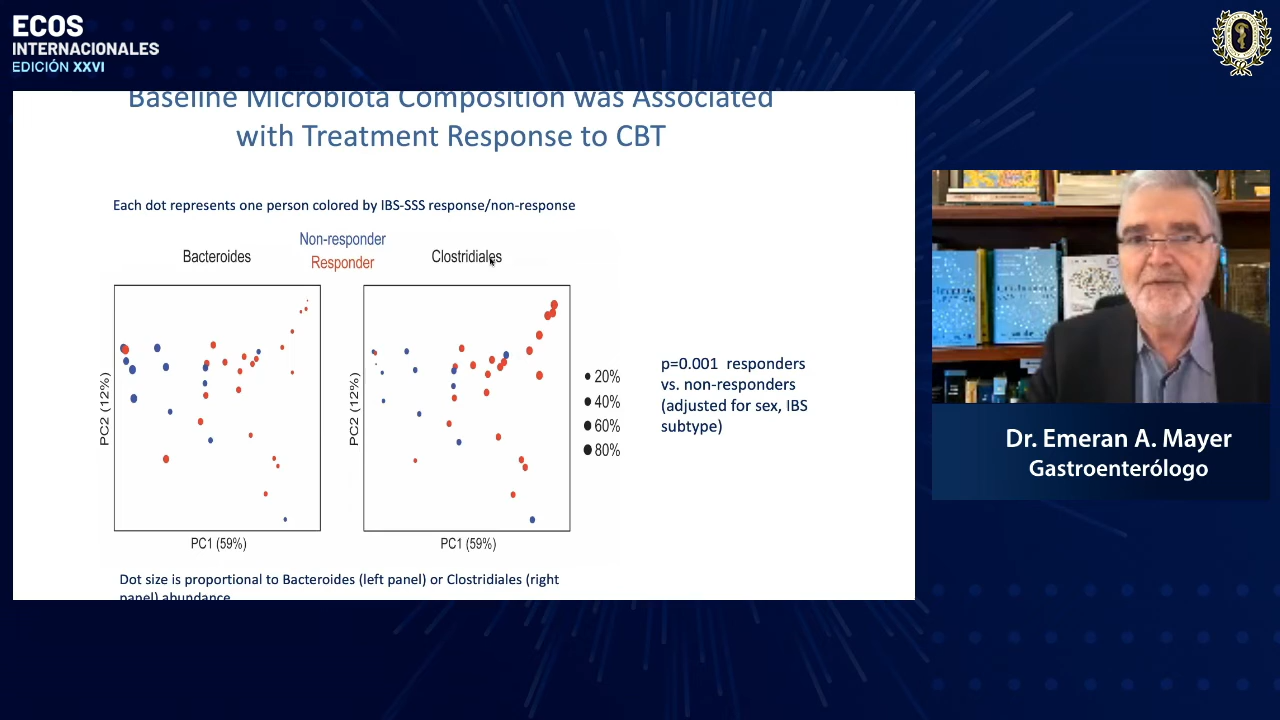 ECOS
INTERNACIONALES
EDICIÓN XXVI
Baseline Microbiota Composition was Associated
with Treatment Response to CBT
Each dot represents one person colored by IBS-SSS response/non-response
Non-responder
Responder
Bacteroides
Clostridiales
PC2 (12%)
PC1 (59%)
PC2 (12%)
PC1 (59%)
20%
40%
60%
80%
p=0.001 responders
vs. non-responders
(adjusted for sex, IBS
subtype)
Dot size is proportional to Bacteroides (left panel) or Clostridiales (right
panel) abundance
Dr. Emeran A. Mayer
Gastroenterólogo